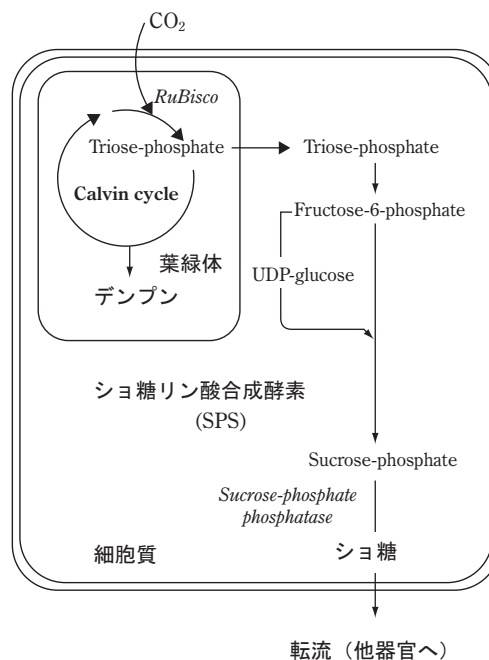 CO2
RuBisco
Triose-phosphate
Triose-phosphate
Calvin cycle
Fructose-6-phosphate
葉緑体
UDP-glucose
デンプン
ショ糖リン酸合成酵素
(SPS)
Sucrose-phosphate
Sucrose-phosphate
phosphatase
細胞質
ショ糖
転流（他器官へ）